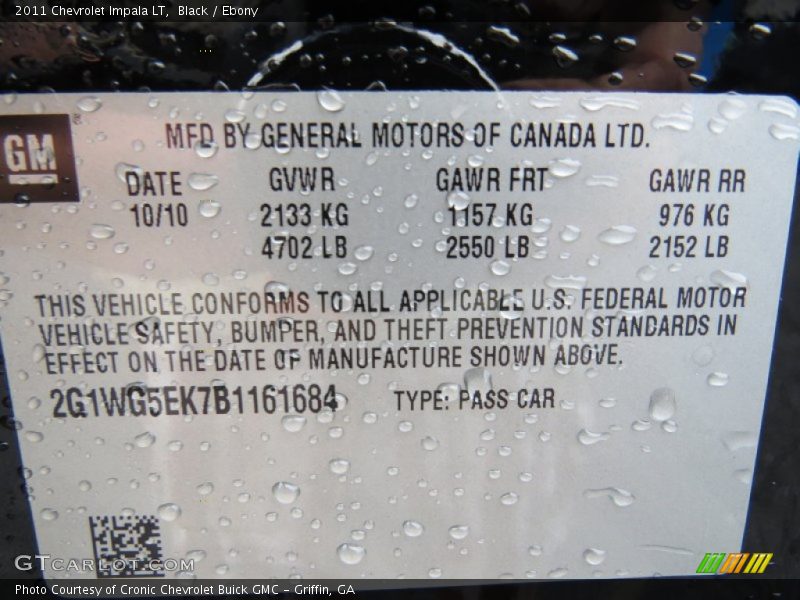 2011 Chevrolet Impala LT,  Black / Ebony
GM
MFD BY GENERAL MOTORS OF CANADA LTD.
DATE GVWR GAWR FRT GAWR RR
10/10 2133 KG 1157 KG 976 KG
4702 LB 2550 LB 2152 LB
THIS VEHICLE CONFORMS TO ALL APPLICABLE U.S. FEDERAL MOTOR
VEHICLE SAFETY, BUMPER, AND THEFT PREVENTION STANDARDS IN
EFFECT ON THE DATE OF MANUFACTURE SHOWN ABOVE.
2G1WG5EK7B1161684 TYPE: PASS CAR
GTCARLOT.COM
Photo Courtesy of Cronic Chevrolet Buick GMC – Griffin, GA